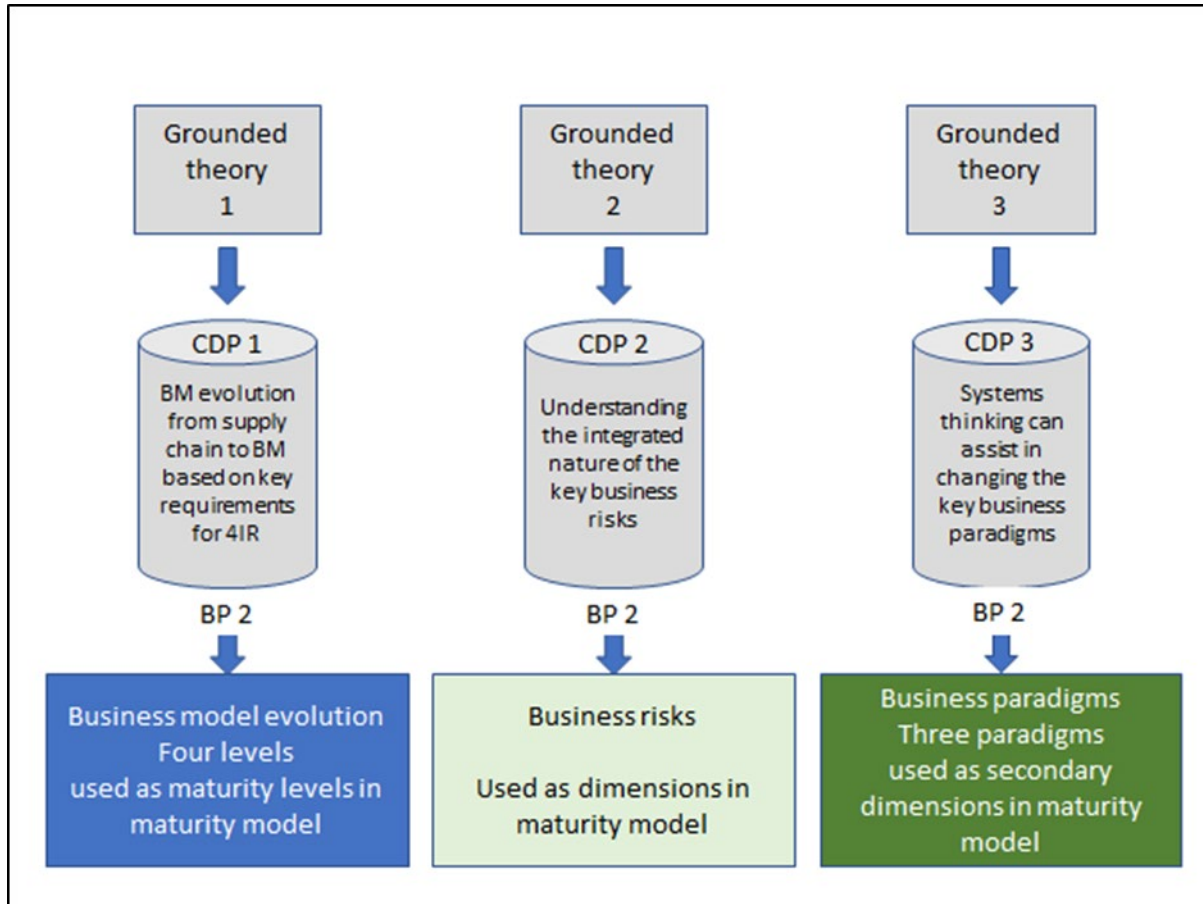 Grounded
theory
1
Grounded
theory
2
Grounded
theory
3
CDP 1
BM evolution
from supply
chain to BM
based on key
requirements
for 4IR
CDP 2
Understanding
the integrated
nature of the
key business
risks
CDP 3
Systems
thinking can
assist in
changing the
key business
paradigms
BP 2
BP 2
BP 2
Business model evolution
Four levels
used as maturity levels in
maturity model
Business risks
Used as dimensions in
maturity model
Business paradigms
Three paradigms
used as secondary
dimensions in maturity
model